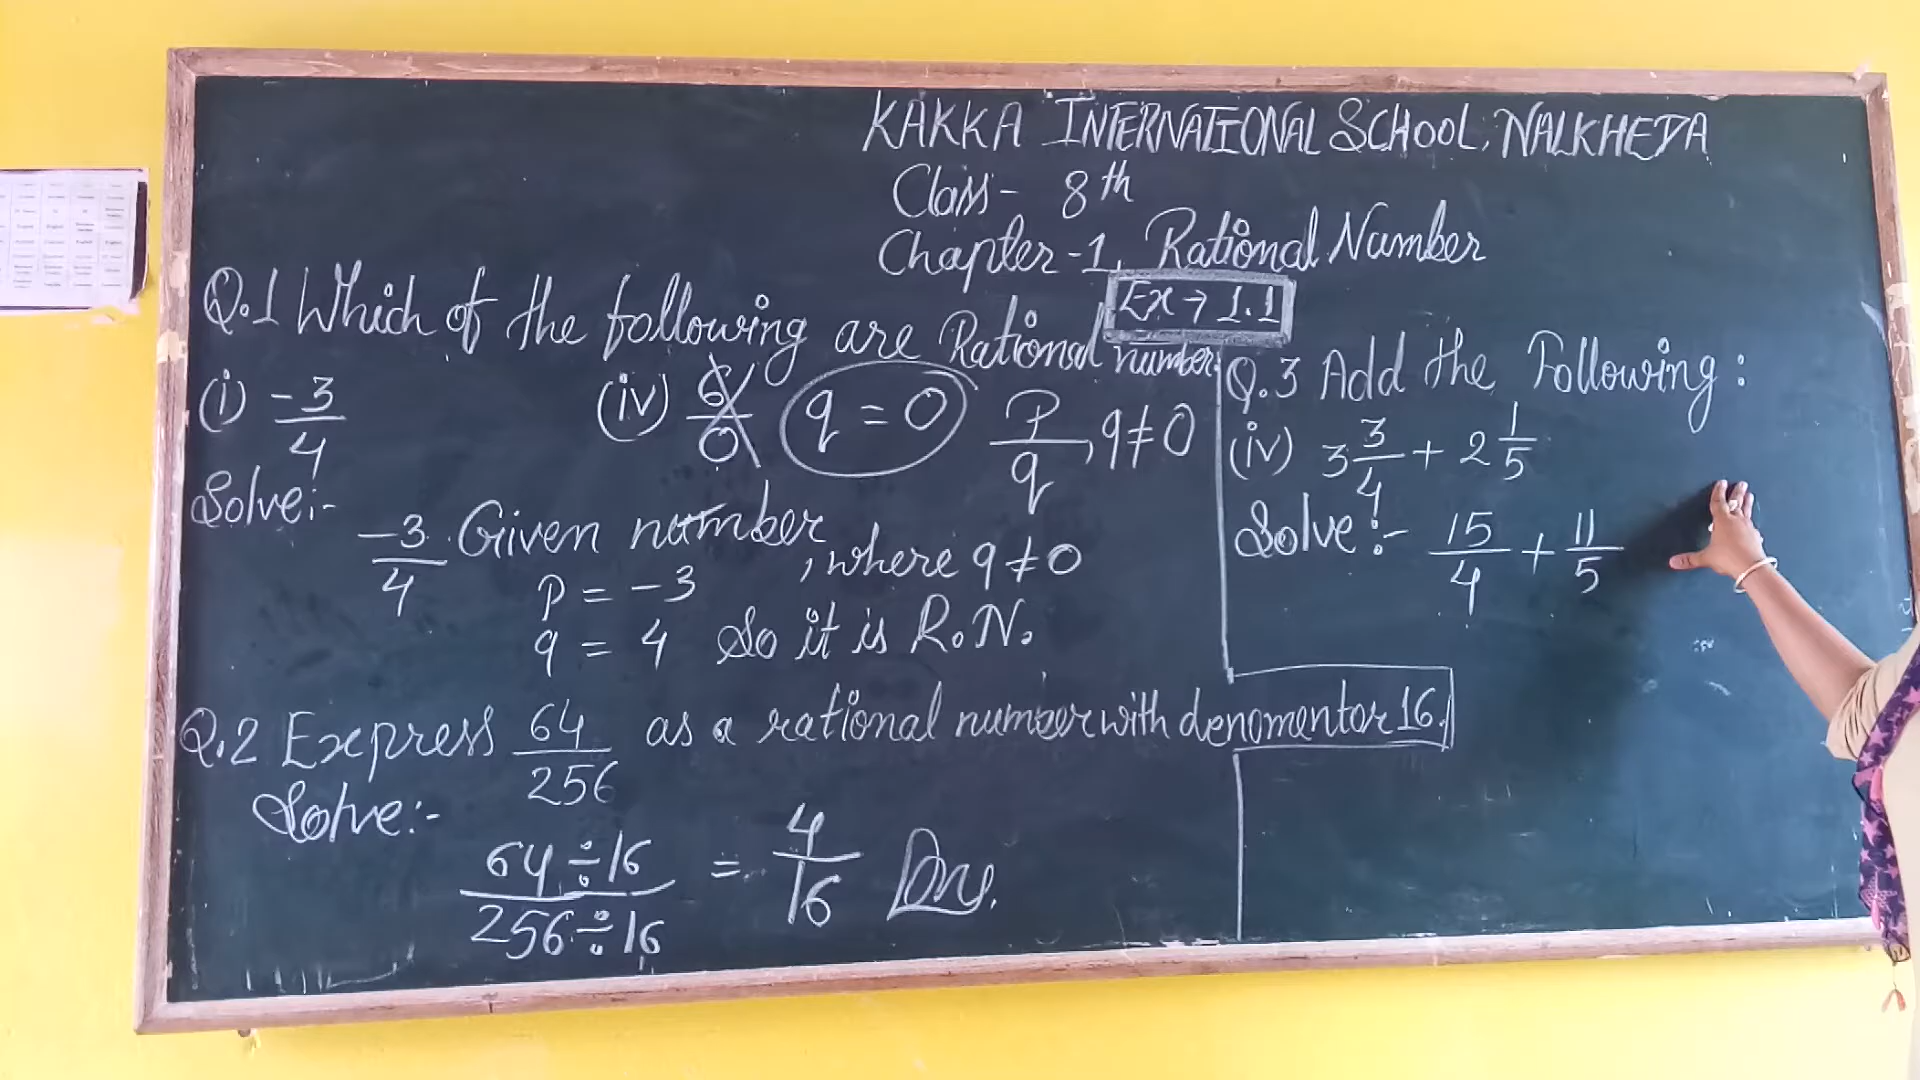 KAKKA INTERNATIONAL SCHOOL, NALKHEDA
Class- 8th
Chapter-1, Rational Number
Ex → 1.1
Q.1 Which of the following are Rational number
(i) -3/4 (iv) 6/0 q = 0 P/q, q ≠ 0
Solve:-
-3/4 Given number
P = -3, where q ≠ 0
q = 4 So it is R.N.
Q.2 Express 64/256 as a rational number with denomentor 16.
Solve:-
64÷16/256÷16 = 4/16 Ans.
Q.3 Add the Following:
(iv) 3 3/4 + 2 1/5
Solve:- 15/4 + 11/5